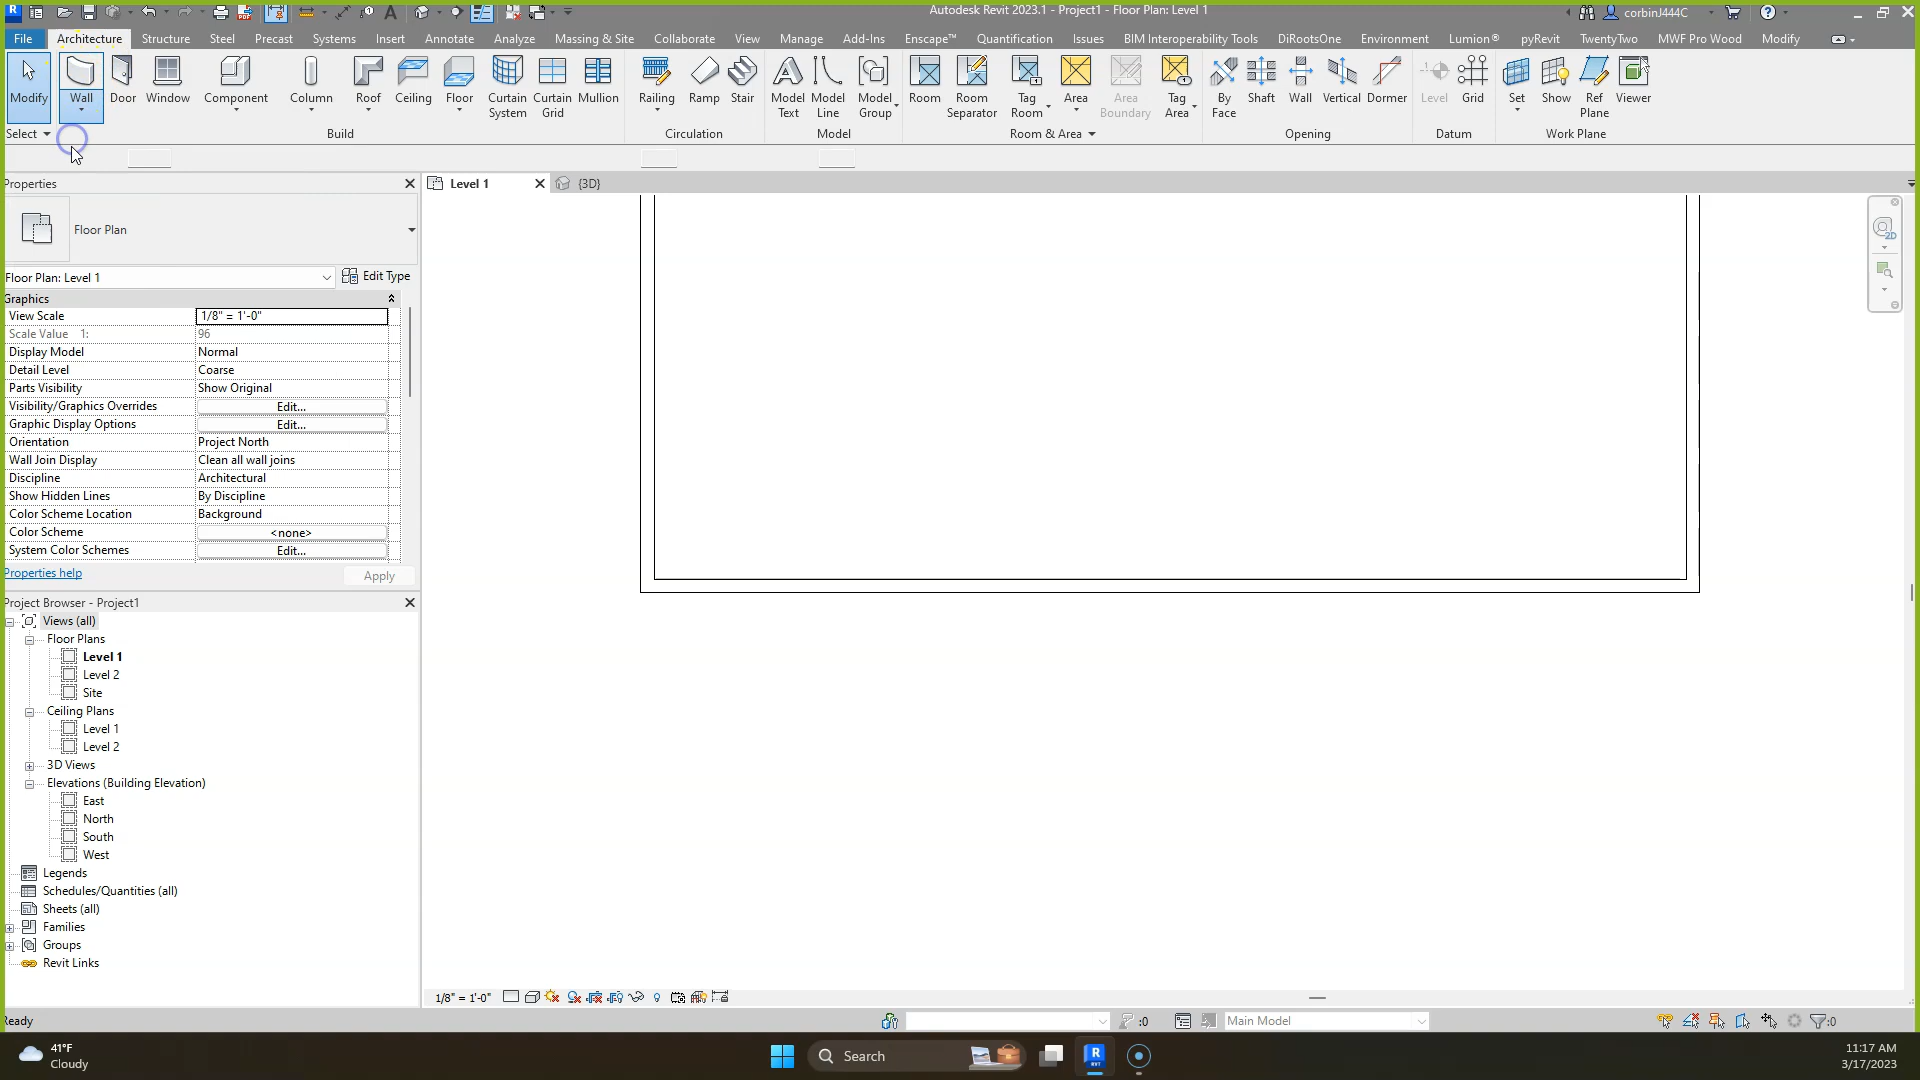 Autodesk Revit 2023.1 - Project1 - Floor Plan: Level 1
corbinJ444C
File Architecture Structure Steel Precast Systems Insert Annotate Analyze Massing & Site Collaborate View Manage Add-Ins Enscape™ Quantification Issues BIM Interoperability Tools DiRootsOne Environment Lumion® pyRevit TwentyTwo MWF Pro Wood Modify
Modify Wall Door Window Component Column Roof Ceiling Floor Curtain System Curtain Grid Mullion Railing Ramp Stair Model Text Model Line Model Group Room Room Separator Tag Room Area Area Boundary Tag Area By Face Shaft Wall Vertical Dormer Level Grid Set Show Ref Plane Viewer
Select Build Circulation Model Room & Area Opening Datum Work Plane
Properties
Level 1
{3D}
Floor Plan
Floor Plan: Level 1
Edit Type
Graphics
View Scale 1/8" = 1'-0"
Scale Value 1: 96
Display Model Normal
Detail Level Coarse
Parts Visibility Show Original
Visibility/Graphics Overrides Edit...
Graphic Display Options Edit...
Orientation Project North
Wall Join Display Clean all wall joins
Discipline Architectural
Show Hidden Lines By Discipline
Color Scheme Location Background
Color Scheme <none>
System Color Schemes Edit...
Properties help
Apply
Project Browser - Project1
Views (all)
Floor Plans
Level 1
Level 2
Site
Ceiling Plans
Level 1
Level 2
3D Views
Elevations (Building Elevation)
East
North
South
West
Legends
Schedules/Quantities (all)
Sheets (all)
Families
Groups
Revit Links
2D
1/8" = 1'-0"
Ready
:0
Main Model
:0
41°F
Cloudy
Search
11:17 AM
3/17/2023